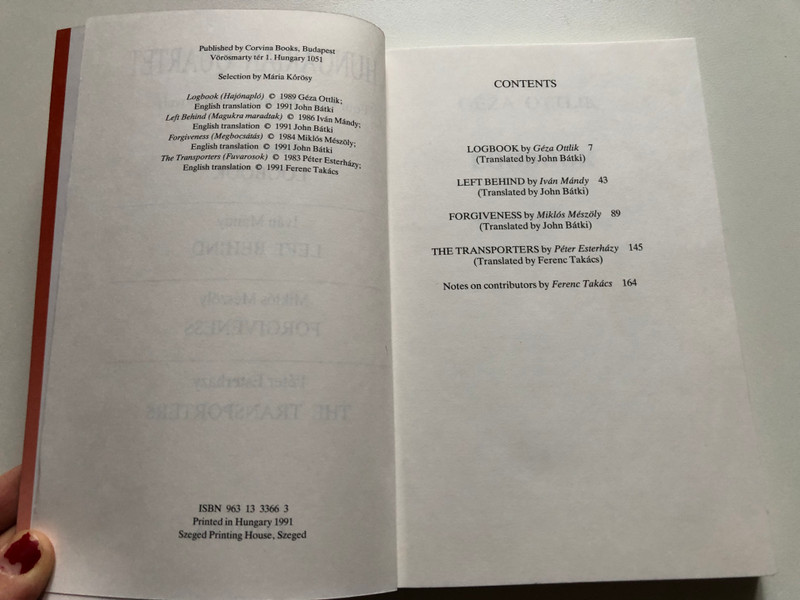 Published by Corvina Books, Budapest
Vörösmarty tér 1. Hungary 1051
Selection by Mária Kőrösy
Logbook (Hajónapló) © 1989 Géza Ottlik;
English translation © 1991 John Bátki
Left Behind (Magukra maradtak) © 1986 Iván Mándy;
English translation © 1991 John Bátki
Forgiveness (Megbocsátás) © 1984 Miklós Mészöly;
English translation © 1991 John Bátki
The Transporters (Fuvarosok) © 1983 Péter Esterházy;
English translation © 1991 Ferenc Takács
ISBN 963 13 3366 3
Printed in Hungary 1991
Szeged Printing House, Szeged
CONTENTS
LOGBOOK by Géza Ottlik 7
(Translated by John Bátki)
LEFT BEHIND by Iván Mándy 43
(Translated by John Bátki)
FORGIVENESS by Miklós Mészöly 89
(Translated by John Bátki)
THE TRANSPORTERS by Péter Esterházy 145
(Translated by Ferenc Takács)
Notes on contributors by Ferenc Takács 164